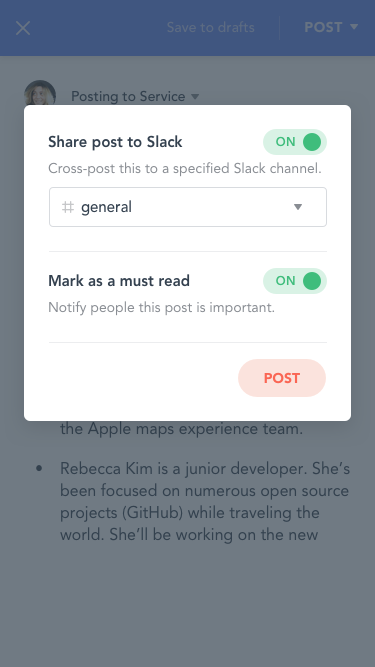 Save to drafts
POST
Posting to Service
Share post to Slack
ON
Cross-post this to a specified Slack channel.
# general
Mark as a must read
ON
Notify people this post is important.
POST
the Apple maps experience team.
• Rebecca Kim is a junior developer. She’s
been focused on numerous open source
projects (GitHub) while traveling the
world. She’ll be working on the new